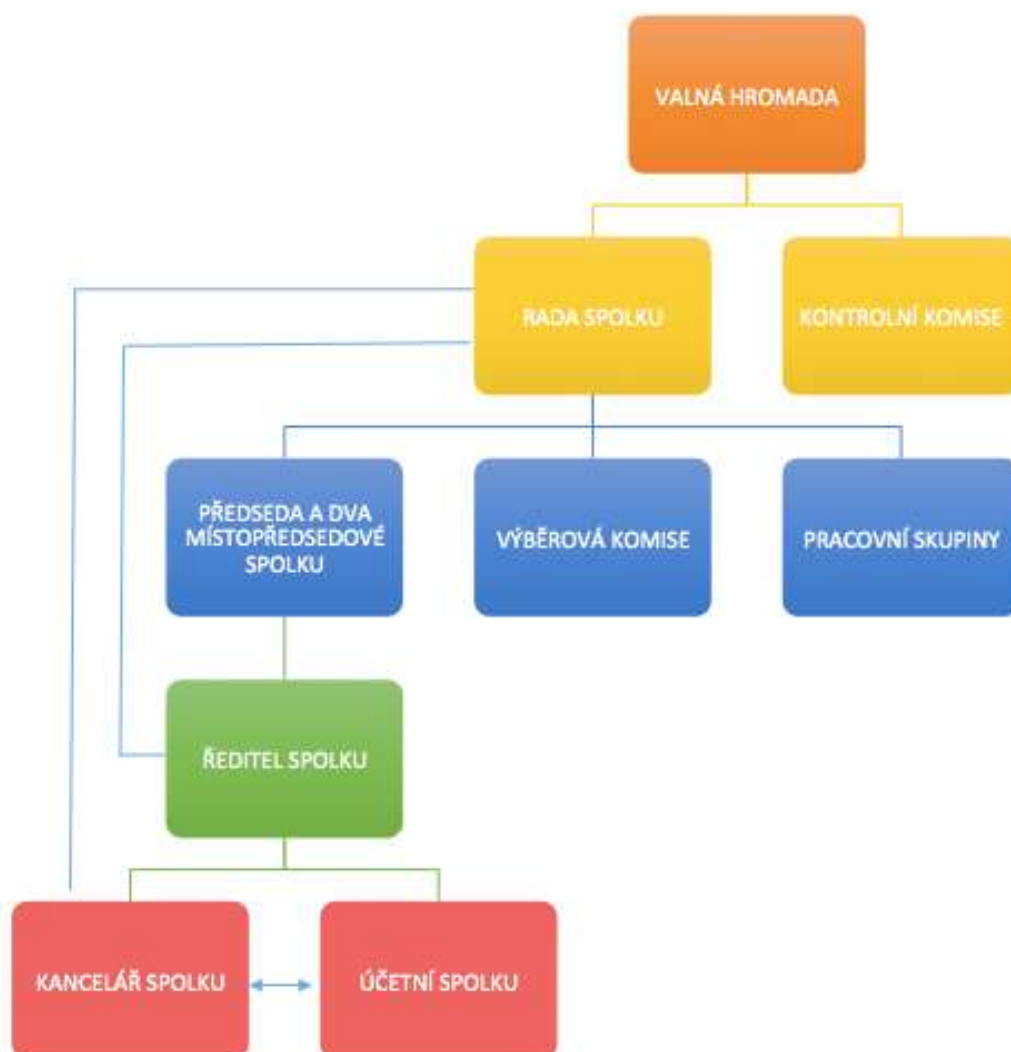 VALNÁ HROMADA
RADA SPOLKU
KONTROLNÍ KOMISE
PŘEDSEDA A DVA
MÍSTOPŘEDSEDOVÉ
SPOLKU
VÝBĚROVÁ KOMISE
PRACOVNÍ SKUPINY
ŘEDITEL SPOLKU
KANCELÁŘ SPOLKU
ÚČETNÍ SPOLKU